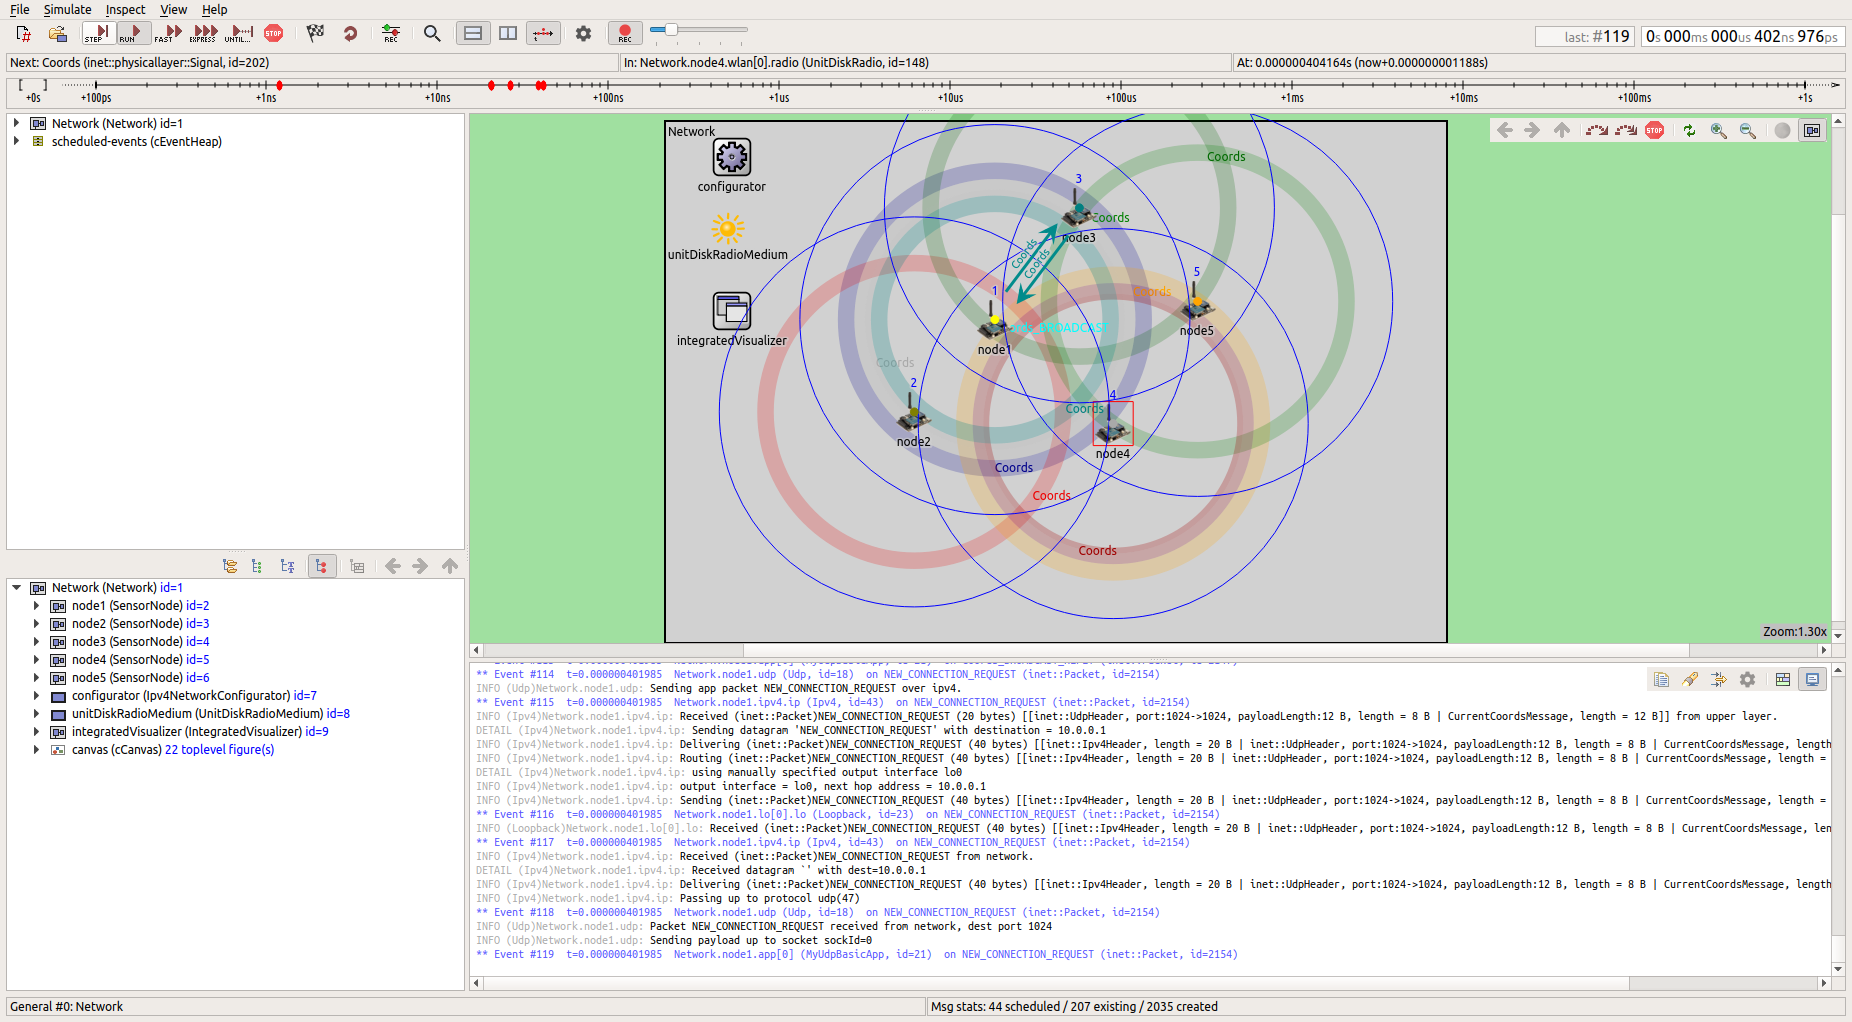 File Simulate Inspect View Help
STEP RUN FAST EXPRESS UNTIL... STOP REC REC
last: #119 0s 000ms 000us 402ns 976ps
Next: Coords (inet::physicallayer::Signal, id=202) In: Network.node4.wlan[0].radio (UnitDiskRadio, id=148) At: 0.000000404164s (now+0.000000001188s)
+0s +100ps +1ns +10ns +100ns +1us +10us +100us +1ms +10ms +100ms +1s
Network (Network) id=1
scheduled-events (cEventHeap)
Network (Network) id=1
node1 (SensorNode) id=2
node2 (SensorNode) id=3
node3 (SensorNode) id=4
node4 (SensorNode) id=5
node5 (SensorNode) id=6
configurator (Ipv4NetworkConfigurator) id=7
unitDiskRadioMedium (UnitDiskRadioMedium) id=8
integratedVisualizer (IntegratedVisualizer) id=9
canvas (cCanvas) 22 toplevel figure(s)
Network
configurator
unitDiskRadioMedium
integratedVisualizer
STOP
Coords
3
Coords
node3
Coords
Coords
5
Coords
node5
1
node1
Coords
2
node2
4
Coords
node4
Coords
Coords
Coords
Zoom:1.30x
** Event #114 t=0.000000401985 Network.node1.udp (Udp, id=18) on NEW_CONNECTION_REQUEST (inet::Packet, id=2154)
INFO (Udp)Network.node1.udp: Sending app packet NEW_CONNECTION_REQUEST over ipv4.
** Event #115 t=0.000000401985 Network.node1.ipv4.ip (Ipv4, id=43) on NEW_CONNECTION_REQUEST (inet::Packet, id=2154)
INFO (Ipv4)Network.node1.ipv4.ip: Received (inet::Packet)NEW_CONNECTION_REQUEST (20 bytes) [[inet::UdpHeader, port:1024->1024, payloadLength:12 B, length = 8 B | CurrentCoordsMessage, length = 12 B]] from upper layer.
DETAIL (Ipv4)Network.node1.ipv4.ip: Sending datagram 'NEW_CONNECTION_REQUEST' with destination = 10.0.0.1
INFO (Ipv4)Network.node1.ipv4.ip: Delivering (inet::Packet)NEW_CONNECTION_REQUEST (40 bytes) [[inet::Ipv4Header, length = 20 B | inet::UdpHeader, port:1024->1024, payloadLength:12 B, length = 8 B | CurrentCoordsMessage, length
INFO (Ipv4)Network.node1.ipv4.ip: Routing (inet::Packet)NEW_CONNECTION_REQUEST (40 bytes) [[inet::Ipv4Header, length = 20 B | inet::UdpHeader, port:1024->1024, payloadLength:12 B, length = 8 B | CurrentCoordsMessage, length =
DETAIL (Ipv4)Network.node1.ipv4.ip: using manually specified output interface lo0
INFO (Ipv4)Network.node1.ipv4.ip: output interface = lo0, next hop address = 10.0.0.1
INFO (Ipv4)Network.node1.ipv4.ip: Sending (inet::Packet)NEW_CONNECTION_REQUEST (40 bytes) [[inet::Ipv4Header, length = 20 B | inet::UdpHeader, port:1024->1024, payloadLength:12 B, length = 8 B | CurrentCoordsMessage, length =
** Event #116 t=0.000000401985 Network.node1.lo[0].lo (Loopback, id=23) on NEW_CONNECTION_REQUEST (inet::Packet, id=2154)
INFO (Loopback)Network.node1.lo[0].lo: Received (inet::Packet)NEW_CONNECTION_REQUEST (40 bytes) [[inet::Ipv4Header, length = 20 B | inet::UdpHeader, port:1024->1024, payloadLength:12 B, length = 8 B | CurrentCoordsMessage, len
** Event #117 t=0.000000401985 Network.node1.ipv4.ip (Ipv4, id=43) on NEW_CONNECTION_REQUEST (inet::Packet, id=2154)
INFO (Ipv4)Network.node1.ipv4.ip: Received (inet::Packet)NEW_CONNECTION_REQUEST from network.
DETAIL (Ipv4)Network.node1.ipv4.ip: Received datagram `' with dest=10.0.0.1
INFO (Ipv4)Network.node1.ipv4.ip: Delivering (inet::Packet)NEW_CONNECTION_REQUEST (40 bytes) [[inet::Ipv4Header, length = 20 B | inet::UdpHeader, port:1024->1024, payloadLength:12 B, length = 8 B | CurrentCoordsMessage, length
INFO (Ipv4)Network.node1.ipv4.ip: Passing up to protocol udp(47)
** Event #118 t=0.000000401985 Network.node1.udp (Udp, id=18) on NEW_CONNECTION_REQUEST (inet::Packet, id=2154)
INFO (Udp)Network.node1.udp: Packet NEW_CONNECTION_REQUEST received from network, dest port 1024
INFO (Udp)Network.node1.udp: Sending payload up to socket sockId=0
** Event #119 t=0.000000401985 Network.node1.app[0] (MyUdpBasicApp, id=21) on NEW_CONNECTION_REQUEST (inet::Packet, id=2154)
General #0: Network Msg stats: 44 scheduled / 207 existing / 2035 created